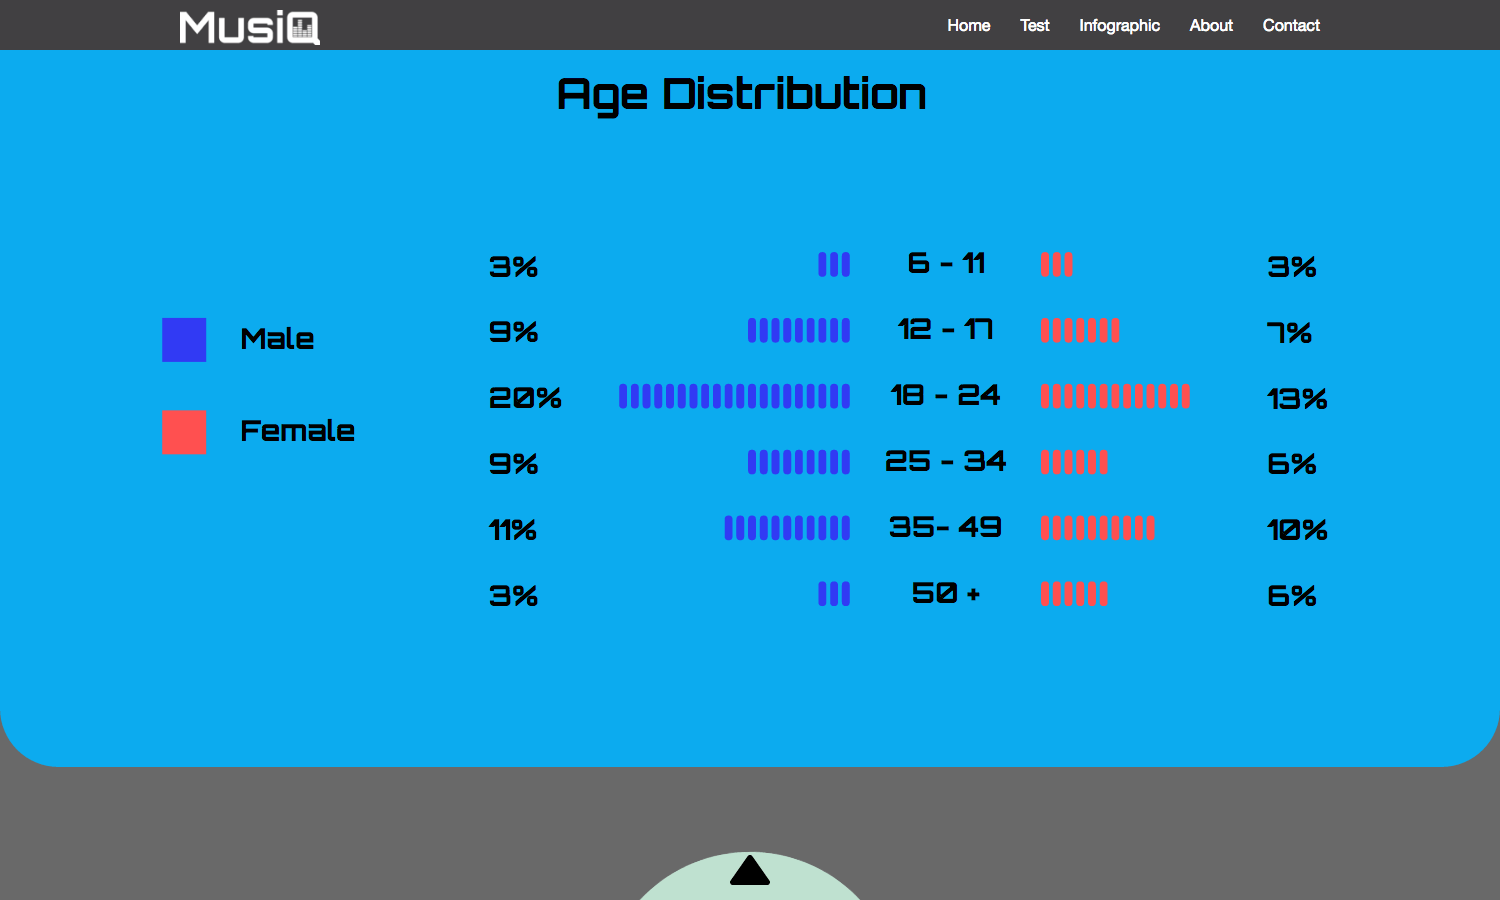 MusiQ
Home Test Infographic About Contact
Age Distribution
Male
Female
3% 6 - 11 3%
9% 12 - 17 7%
20% 18 - 24 13%
9% 25 - 34 6%
11% 35- 49 10%
3% 50 + 6%